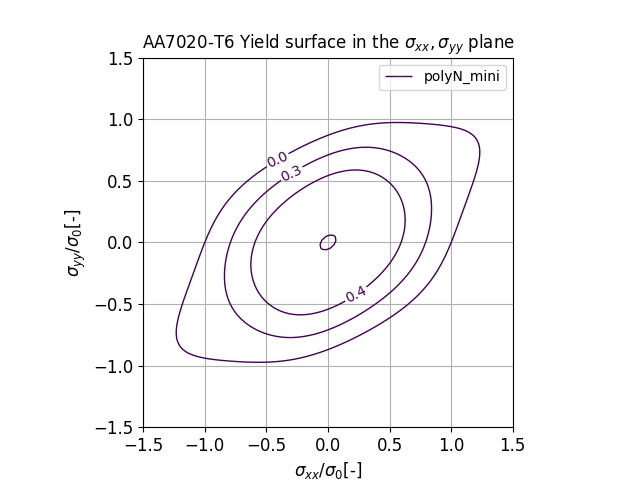 AA7020-T6 Yield surface in the σxx, σyy plane
polyN_mini
1.5
1.0
0.5
0.0
−0.5
−1.0
−1.5
σyy/σ0[-]
0.0
0.3
0.4
−1.5 −1.0 −0.5 0.0 0.5 1.0 1.5
σxx/σ0[-]